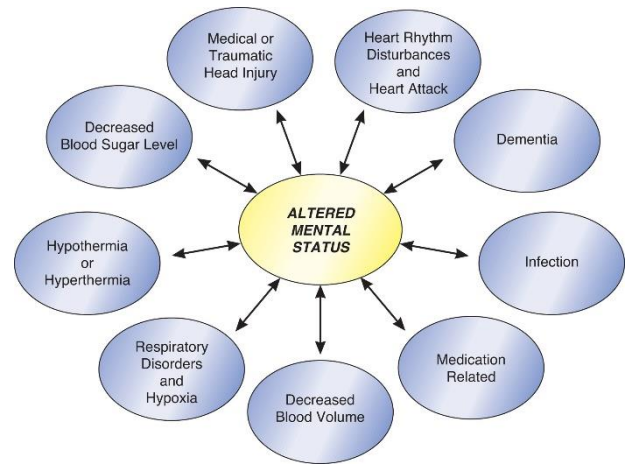 Medical or
Traumatic
Head Injury
Heart Rhythm
Disturbances
and
Heart Attack
Decreased
Blood Sugar Level
Dementia
ALTERED
MENTAL
STATUS
Hypothermia
or
Hyperthermia
Infection
Respiratory
Disorders
and
Hypoxia
Medication
Related
Decreased
Blood Volume